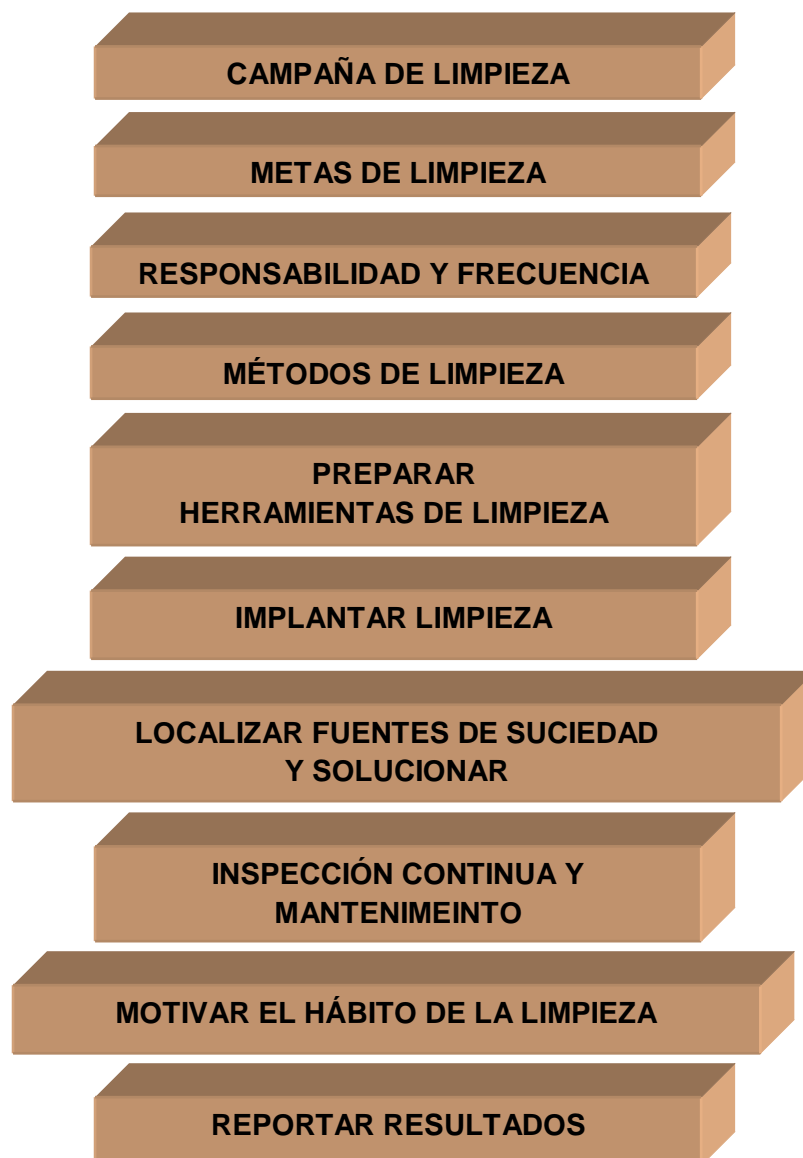 CAMPAÑA DE LIMPIEZA
METAS DE LIMPIEZA
RESPONSABILIDAD Y FRECUENCIA
MÉTODOS DE LIMPIEZA
PREPARAR
HERRAMIENTAS DE LIMPIEZA
IMPLANTAR LIMPIEZA
LOCALIZAR FUENTES DE SUCIEDAD
Y SOLUCIONAR
INSPECCIÓN CONTINUA Y
MANTENIMEINTO
MOTIVAR EL HÁBITO DE LA LIMPIEZA
REPORTAR RESULTADOS